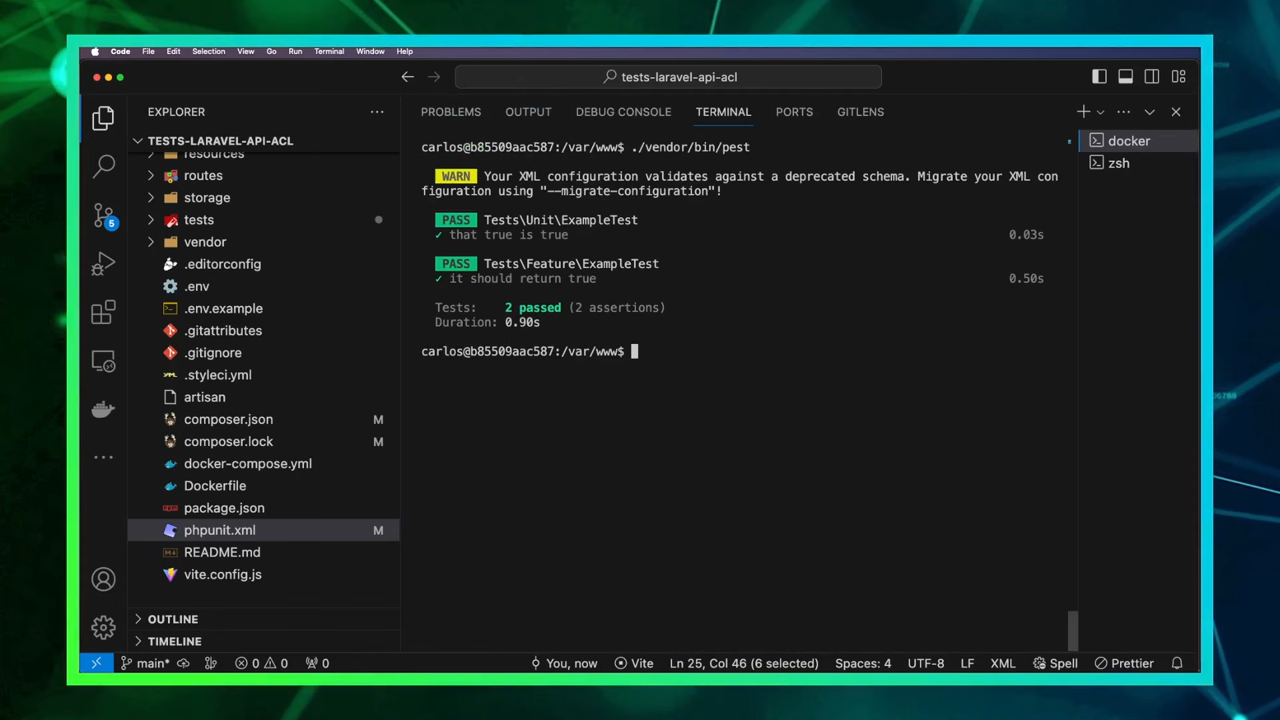 Code File Edit Selection View Go Run Terminal Window Help
tests-laravel-api-acl
EXPLORER
TESTS-LARAVEL-API-ACL
resources
routes
storage
tests
vendor
.editorconfig
.env
.env.example
.gitattributes
.gitignore
.styleci.yml
artisan
composer.json M
composer.lock M
docker-compose.yml
Dockerfile
package.json
phpunit.xml M
README.md
vite.config.js
OUTLINE
TIMELINE
5
PROBLEMS OUTPUT DEBUG CONSOLE TERMINAL PORTS GITLENS
carlos@b85509aac587:/var/www$ ./vendor/bin/pest
WARN Your XML configuration validates against a deprecated schema. Migrate your XML con
figuration using "--migrate-configuration"!
PASS Tests\Unit\ExampleTest
✓ that true is true 0.03s
PASS Tests\Feature\ExampleTest
✓ it should return true 0.50s
Tests: 2 passed (2 assertions)
Duration: 0.90s
carlos@b85509aac587:/var/www$
docker
zsh
main* 0 0 0 You, now Vite Ln 25, Col 46 (6 selected) Spaces: 4 UTF-8 LF XML Spell Prettier